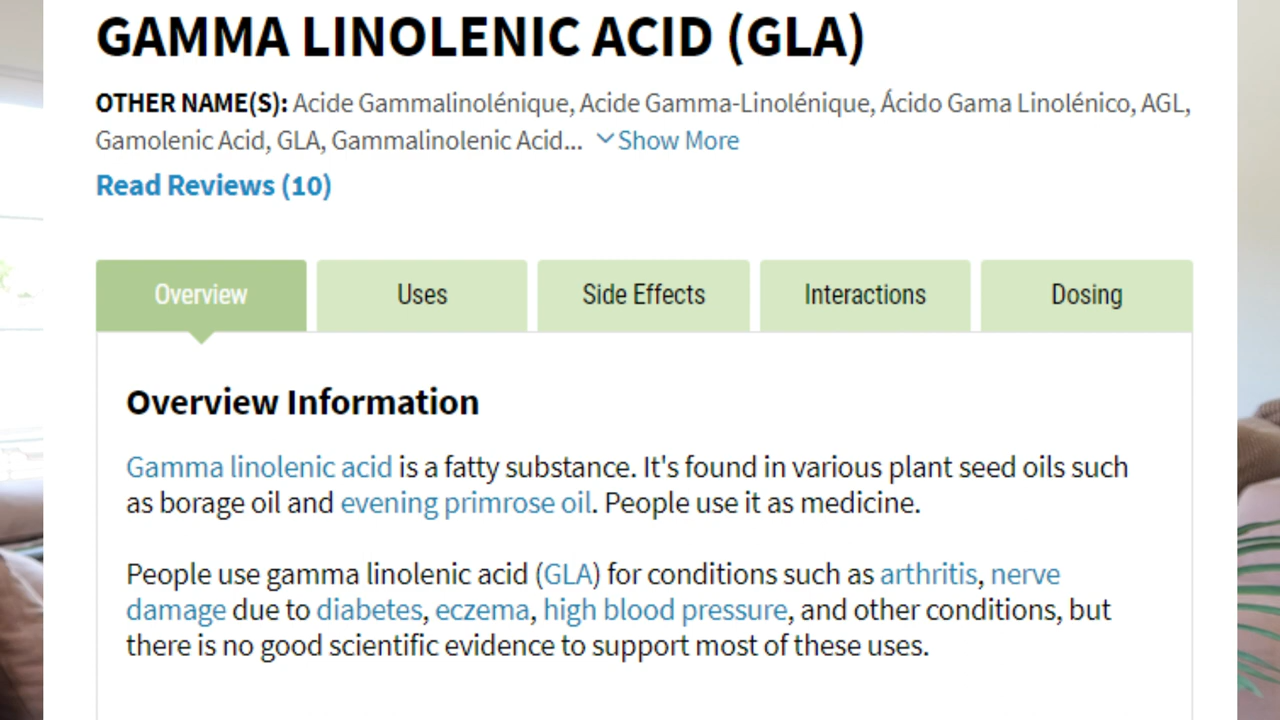 GAMMA LINOLENIC ACID (GLA)
OTHER NAME(S): Acide Gammalinolénique, Acide Gamma-Linolénique, Ácido Gama Linolénico, AGL,
Gamolenic Acid, GLA, Gammalinolenic Acid... Show More
Read Reviews (10)
Overview Uses Side Effects Interactions Dosing
Overview Information
Gamma linolenic acid is a fatty substance. It's found in various plant seed oils such
as borage oil and evening primrose oil. People use it as medicine.
People use gamma linolenic acid (GLA) for conditions such as arthritis, nerve
damage due to diabetes, eczema, high blood pressure, and other conditions, but
there is no good scientific evidence to support most of these uses.